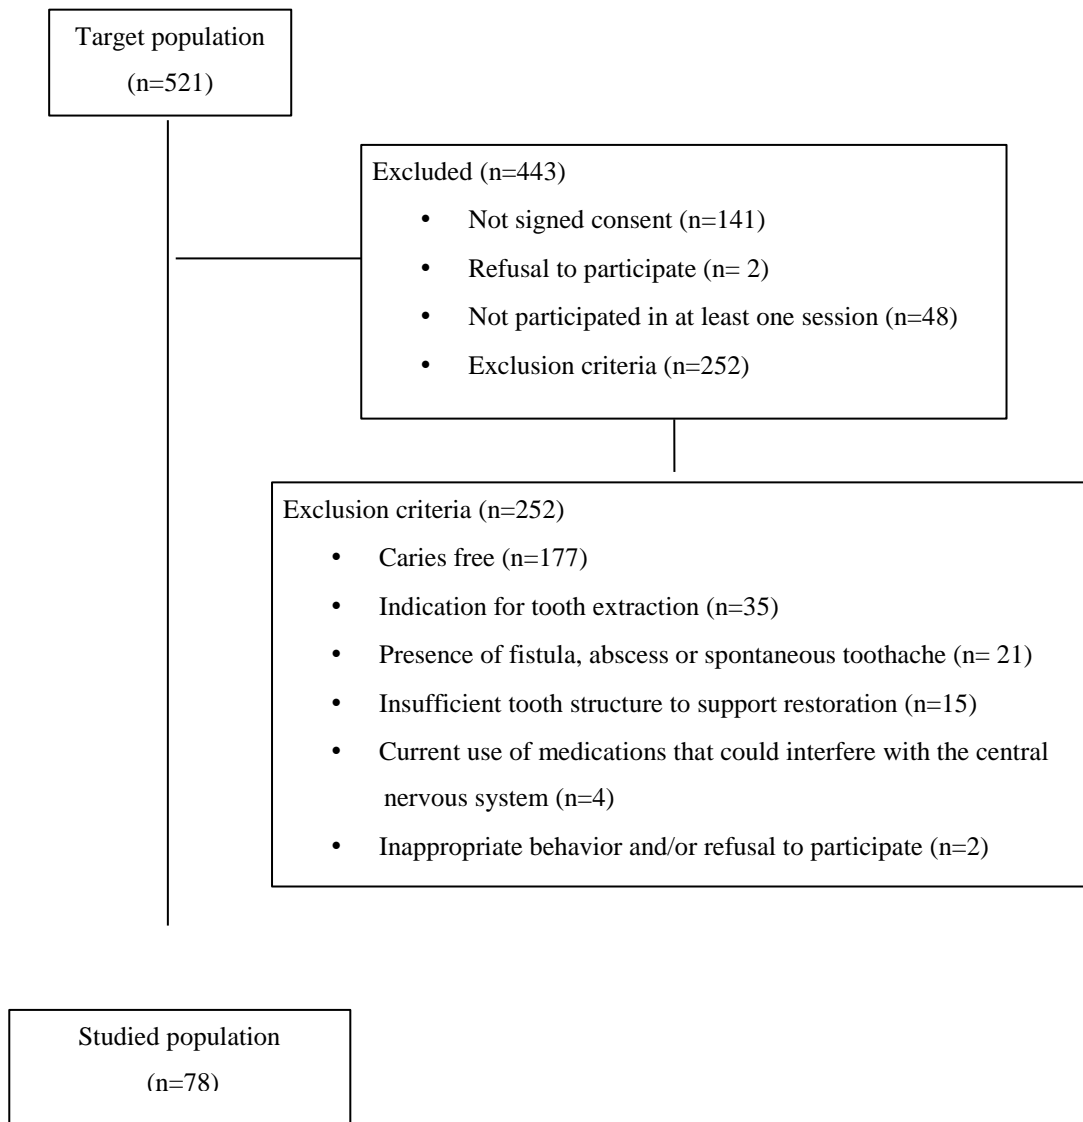 Target population
(n=521)
Excluded (n=443)
• Not signed consent (n=141)
• Refusal to participate (n= 2)
• Not participated in at least one session (n=48)
• Exclusion criteria (n=252)
Exclusion criteria (n=252)
• Caries free (n=177)
• Indication for tooth extraction (n=35)
• Presence of fistula, abscess or spontaneous toothache (n= 21)
• Insufficient tooth structure to support restoration (n=15)
• Current use of medications that could interfere with the central
nervous system (n=4)
• Inappropriate behavior and/or refusal to participate (n=2)
Studied population
(n=78)